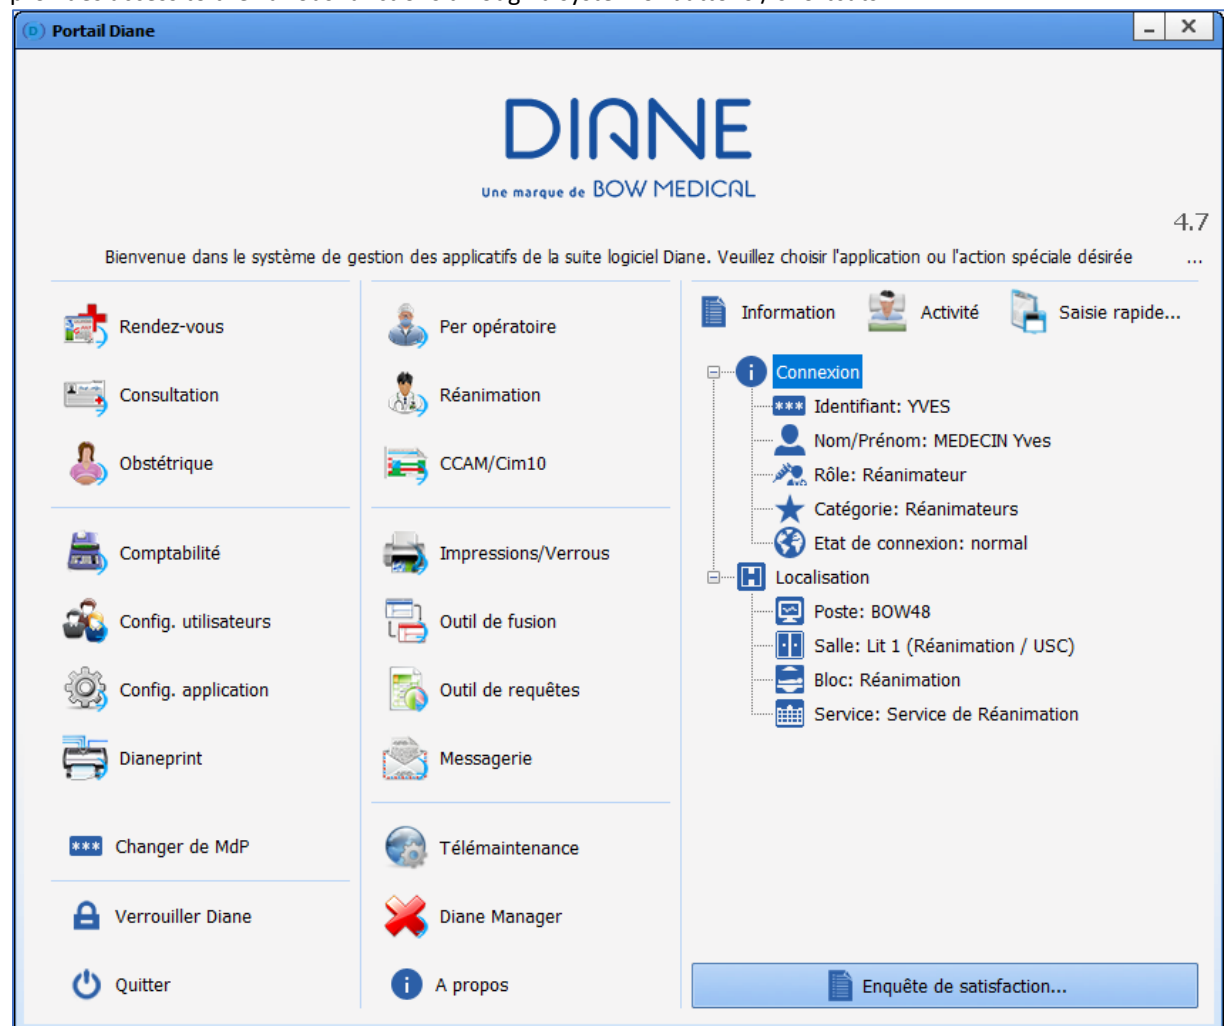 Portail Diane
DIANE
Une marque de BOW MEDICAL
4.7
Bienvenue dans le système de gestion des applicatifs de la suite logiciel Diane. Veuillez choisir l'application ou l'action spéciale désirée ...
Rendez-vous
Consultation
Obstétrique
Comptabilité
Config. utilisateurs
Config. application
Dianeprint
Changer de MdP
Verrouiller Diane
Quitter
Per opératoire
Réanimation
CCAM/Cim10
Impressions/Verrous
Outil de fusion
Outil de requêtes
Messagerie
Télémaintenance
Diane Manager
A propos
Information Activité Saisie rapide...
Connexion
Identifiant: YVES
Nom/Prénom: MEDECIN Yves
Rôle: Réanimateur
Catégorie: Réanimateurs
Etat de connexion: normal
Localisation
Poste: BOW48
Salle: Lit 1 (Réanimation / USC)
Bloc: Réanimation
Service: Service de Réanimation
Enquête de satisfaction...